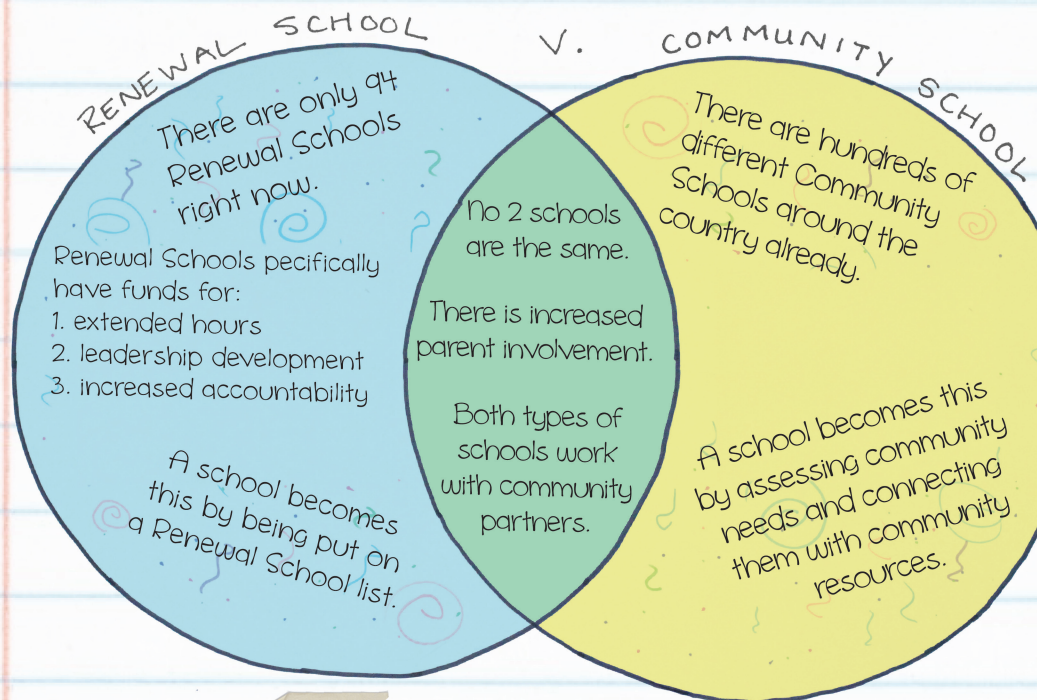 RENEWAL SCHOOL V. COMMUNITY SCHOOL
There are only 94
Renewal Schools
right now.
Renewal Schools pecifically
have funds for:
1. extended hours
2. leadership development
3. increased accountability
A school becomes
this by being put on
a Renewal School list.
No 2 schools
are the same.
There is increased
parent involvement.
Both types of
schools work
with community
partners.
There are hundreds of
different Community
Schools around the
country already.
A school becomes this
by assessing community
needs and connecting
them with community
resources.